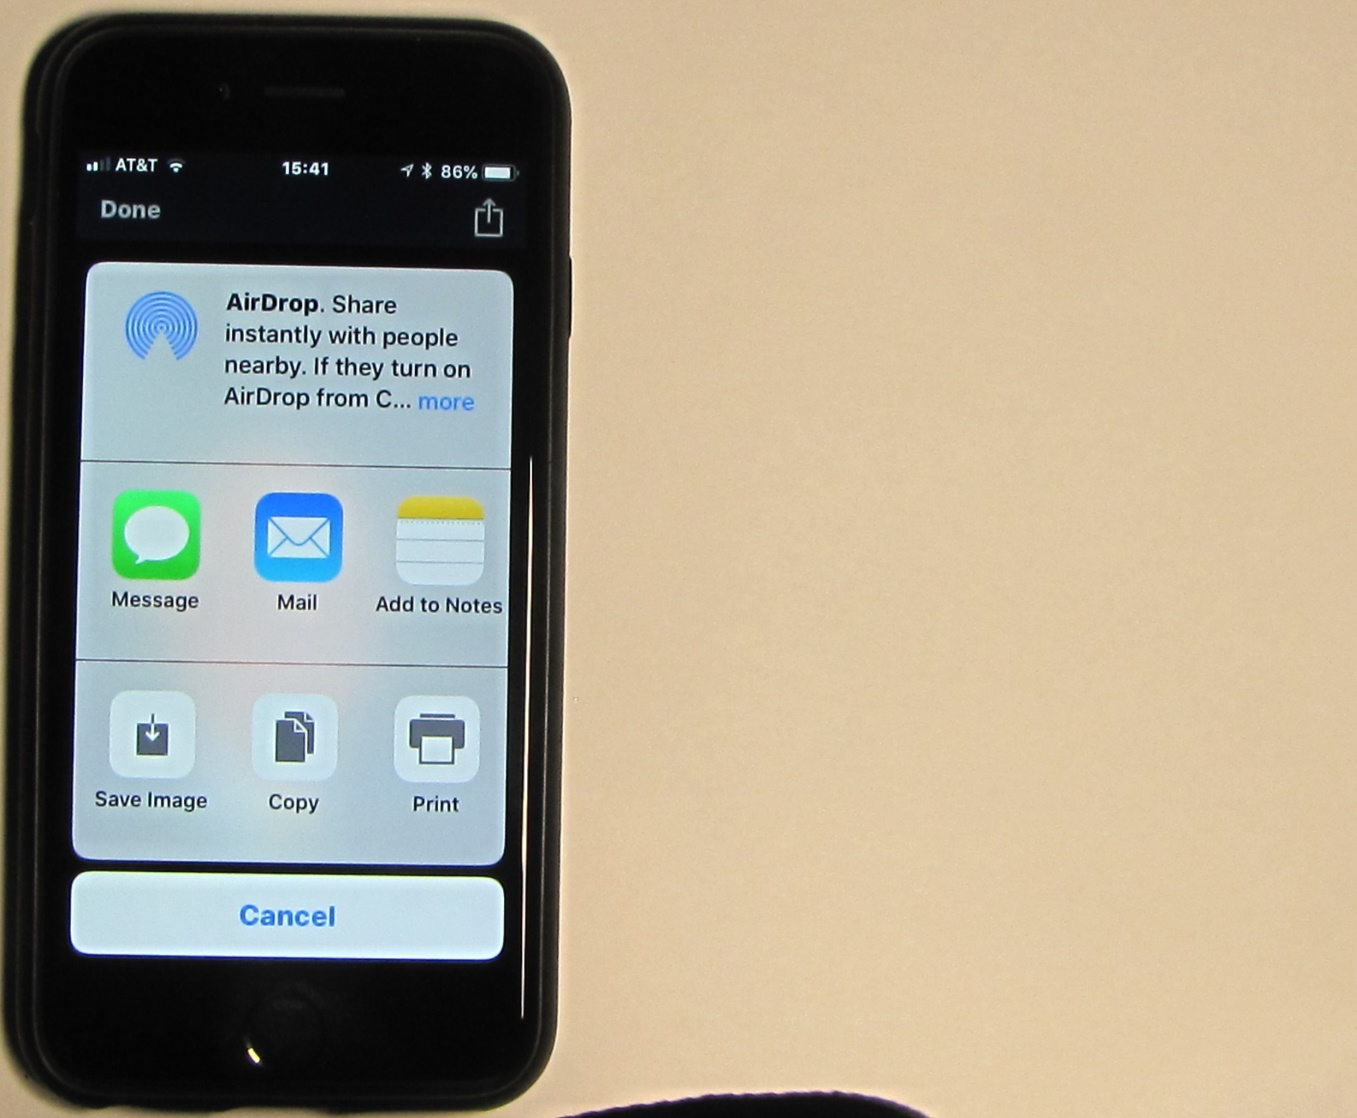 AT&T 15:41 86%
Done
AirDrop. Share
instantly with people
nearby. If they turn on
AirDrop from C... more
Message Mail Add to Notes
Save Image Copy Print
Cancel